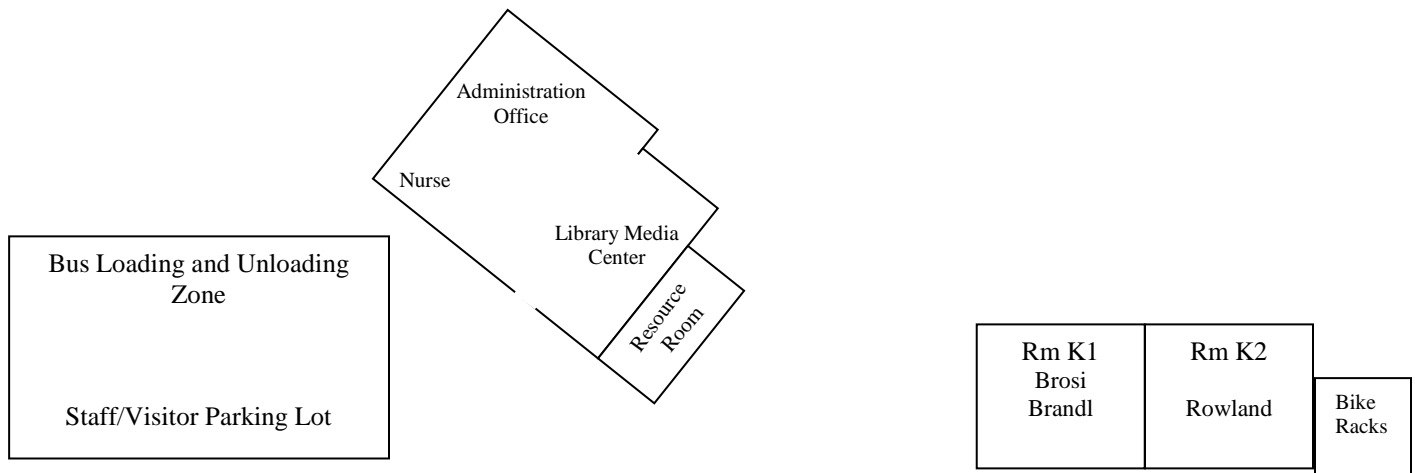 Administration
Office
Nurse
Library Media
Center
Resource
Room
Bus Loading and Unloading
Zone
Staff/Visitor Parking Lot
Rm K1
Brosi
Brandl
Rm K2
Rowland
Bike
Racks